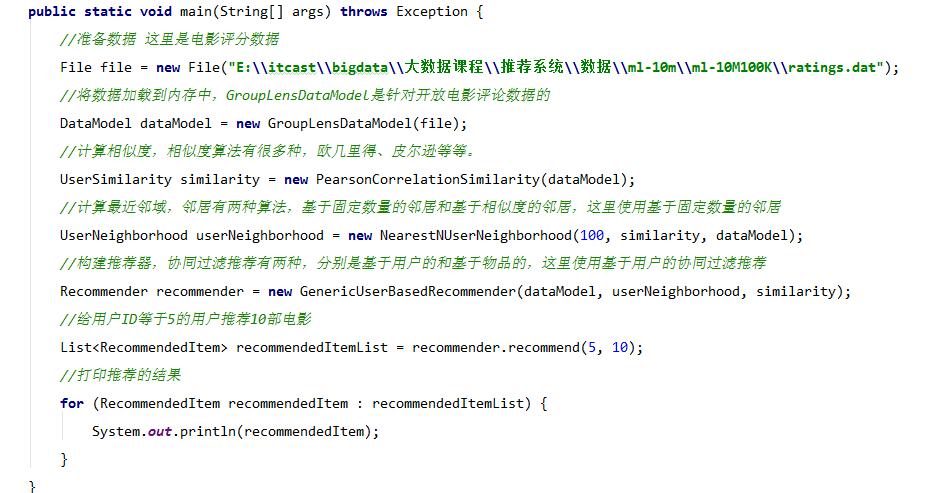 public static void main(String[] args) throws Exception {
//准备数据 这里是电影评分数据
File file = new File("E:\\itcast\\bigdata\\大数据课程\\推荐系统\\数据\\ml-10m\\ml-10M100K\\ratings.dat");
//将数据加载到内存中，GroupLensDataModel是针对开放电影评论数据的
DataModel dataModel = new GroupLensDataModel(file);
//计算相似度，相似度算法有很多种，欧几里得、皮尔逊等等。
UserSimilarity similarity = new PearsonCorrelationSimilarity(dataModel);
//计算最近邻域，邻居有两种算法，基于固定数量的邻居和基于相似度的邻居，这里使用基于固定数量的邻居
UserNeighborhood userNeighborhood = new NearestNUserNeighborhood(100, similarity, dataModel);
//构建推荐器，协同过滤推荐有两种，分别是基于用户的和基于物品的，这里使用基于用户的协同过滤推荐
Recommender recommender = new GenericUserBasedRecommender(dataModel, userNeighborhood, similarity);
//给用户ID等于5的用户推荐10部电影
List<RecommendedItem> recommendedItemList = recommender.recommend(5, 10);
//打印推荐的结果
for (RecommendedItem recommendedItem : recommendedItemList) {
System.out.println(recommendedItem);
}
}